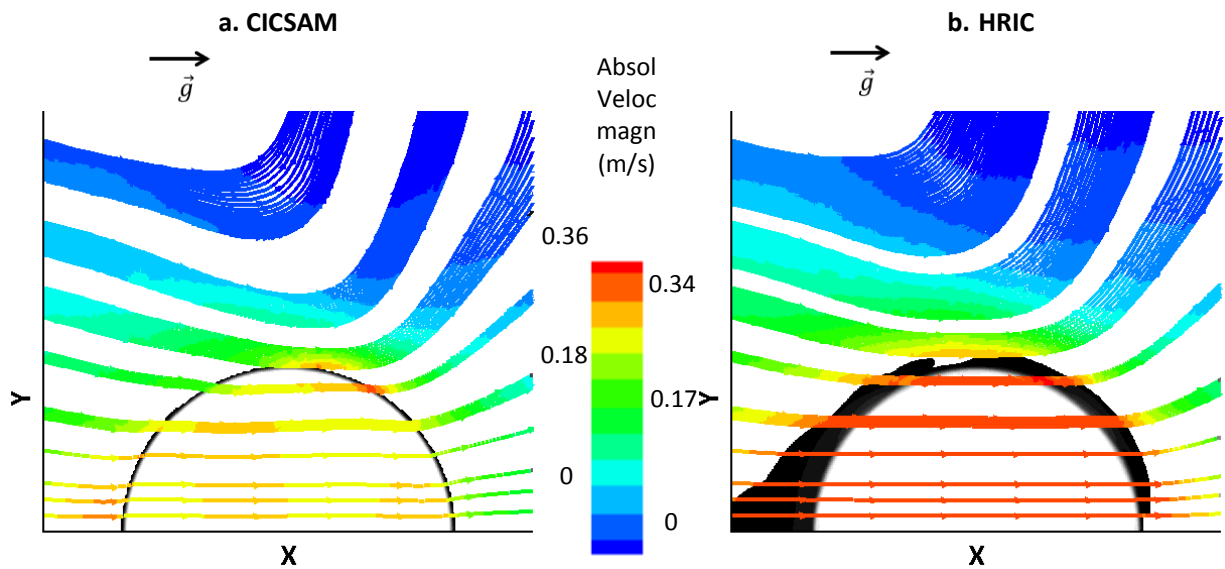 a. CICSAM
b. HRIC
g
g
Absol
Veloc
magn
(m/s)
0.36
0.34
0.18
0.17
0
0
Y
X
Y
X